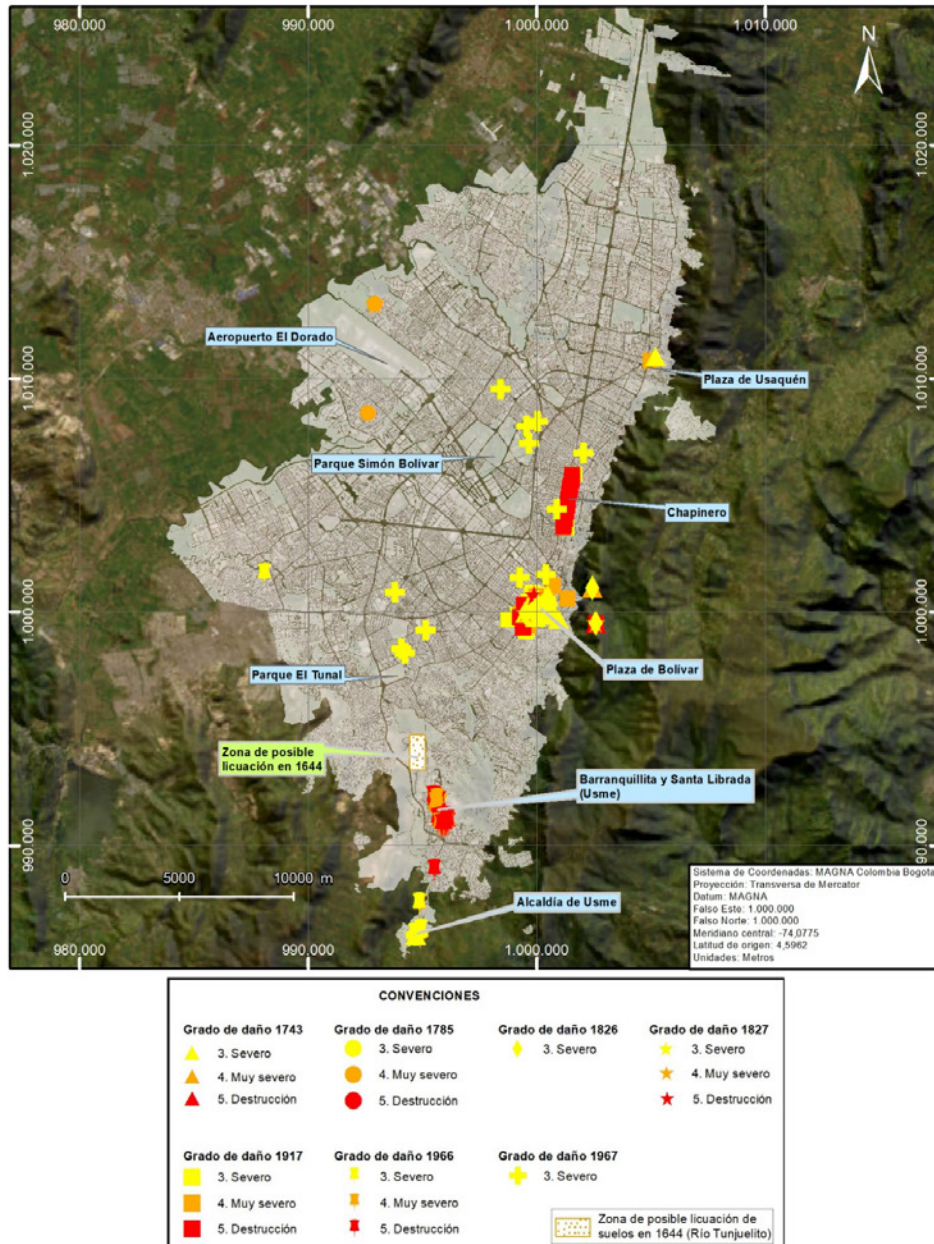 980.000
990.000
1.000.000
1.010.000
N
1.020.000
1.020.000
Aeropuerto El Dorado
Plaza de Usaquén
1.010.000
1.010.000
Parque Simón Bolívar
Chapinero
1.000.000
1.000.000
Plaza de Bolívar
Parque El Tunal
Zona de posible
licuación en 1644
Barranquillita y Santa Librada
(Usme)
990.000
90.000
0
5000
10000 m
Alcaldía de Usme
Sistema de Coordenadas: MAGNA Colombia Bogota
Proyección: Transversa de Mercator
Datum: MAGNA
Falso Este: 1.000.000
Falso Norte: 1.000.000
Meridiano central: -74,0775
Latitud de origen: 4,5962
Unidades: Metros
980.000
990.000
1.000.000
CONVENCIONES
Grado de daño 1743
3. Severo
4. Muy severo
5. Destrucción
Grado de daño 1785
3. Severo
4. Muy severo
5. Destrucción
Grado de daño 1826
3. Severo
Grado de daño 1827
3. Severo
4. Muy severo
5. Destrucción
Grado de daño 1917
3. Severo
4. Muy severo
5. Destrucción
Grado de daño 1966
3. Severo
4. Muy severo
5. Destrucción
Grado de daño 1967
3. Severo
Zona de posible licuación de
suelos en 1644 (Río Tunjuelito)